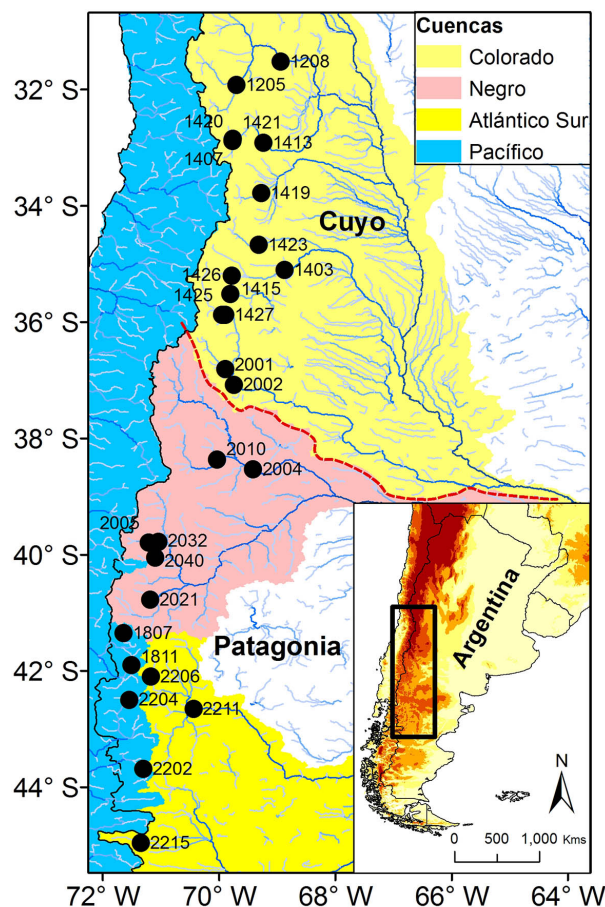 Cuencas
Colorado
Negro
Atlántico Sur
Pacífico
32° S
34° S
36° S
38° S
40° S
42° S
44° S
1208
1205
1420
1421
1407
1413
1419
Cuyo
1423
1426
1403
1425
1415
1427
2001
2002
2010
2004
2005
2032
2040
2021
1807
Patagonia
1811
2206
2204
2211
2202
2215
Argentina
N
0
500
1,000
Kms
72° W
70° W
68° W
66° W
64° W